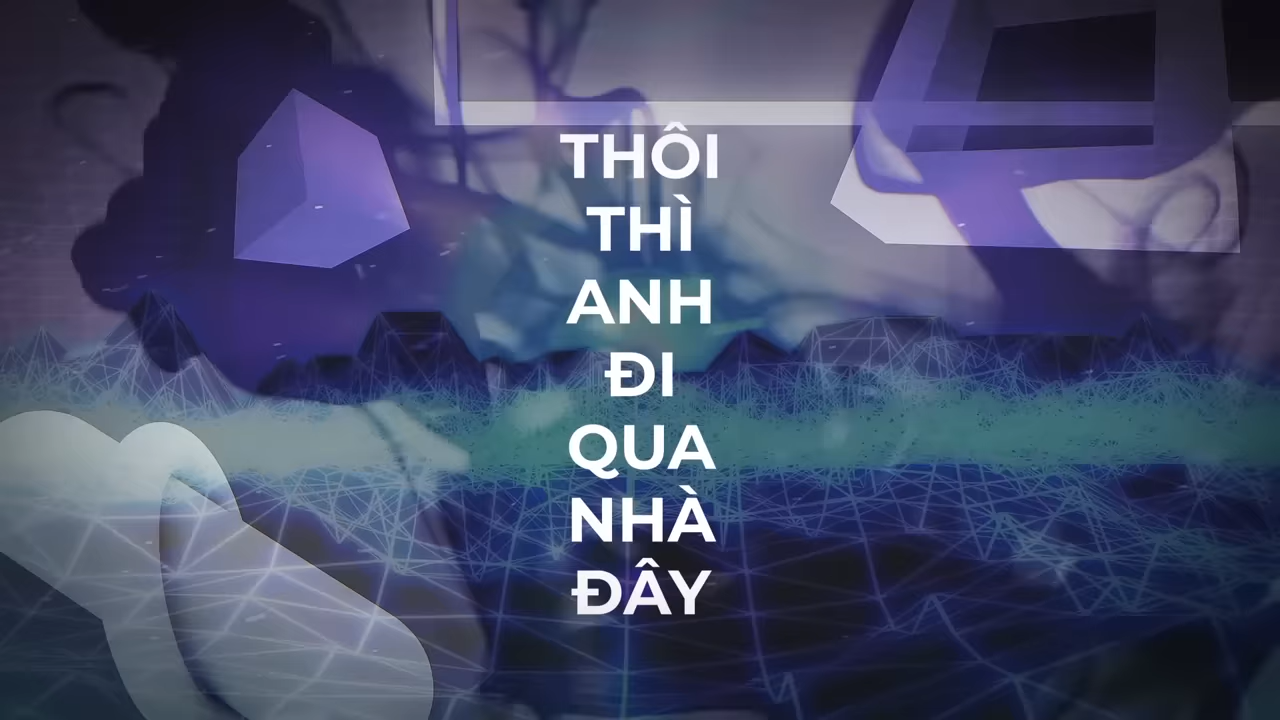 THÔI
THÌ
ANH
ĐI
QUA
NHÀ
ĐÂY